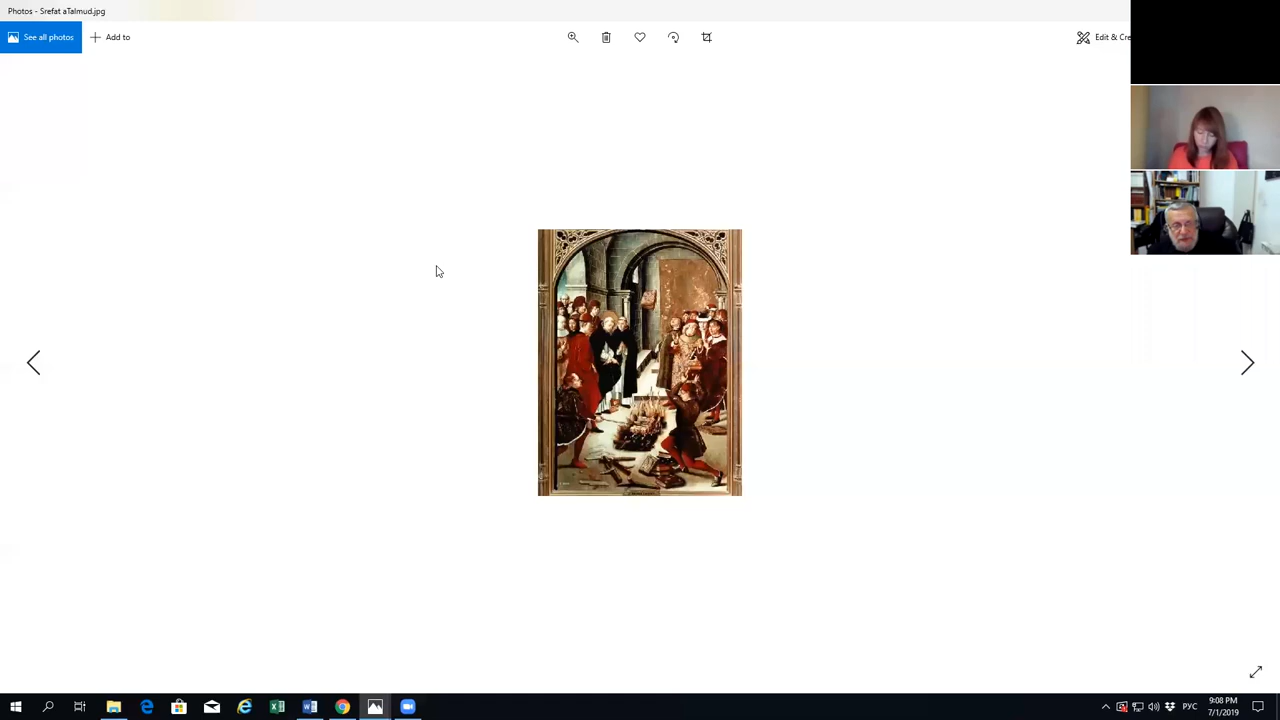 Photos - Srefat aTalmud.jpg
See all photos
Add to
Edit & Cre
РУС
9:08 PM
7/1/2019